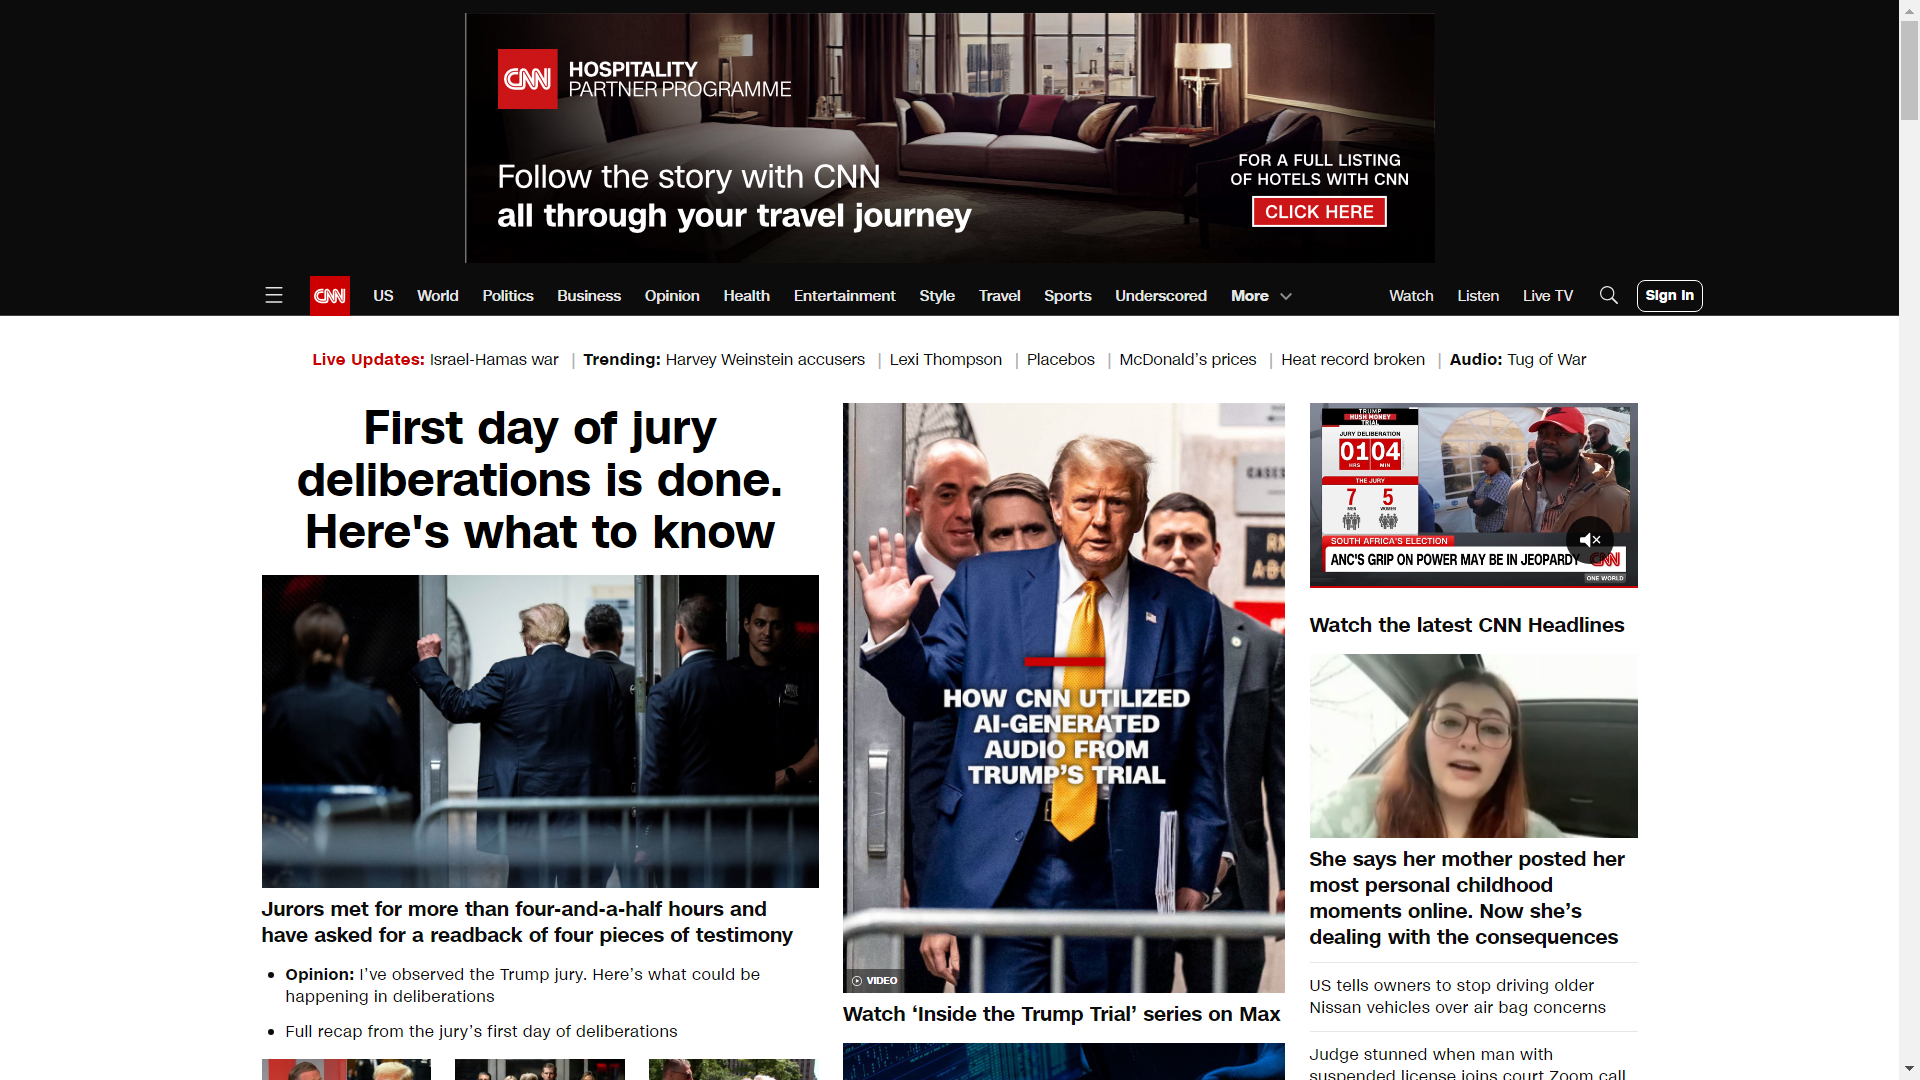 CNN HOSPITALITY
PARTNER PROGRAMME
Follow the story with CNN
all through your travel journey
FOR A FULL LISTING
OF HOTELS WITH CNN
CLICK HERE
CNN US World Politics Business Opinion Health Entertainment Style Travel Sports Underscored More Watch Listen Live TV Sign In
Live Updates: Israel-Hamas war | Trending: Harvey Weinstein accusers | Lexi Thompson | Placebos | McDonald’s prices | Heat record broken | Audio: Tug of War
First day of jury
deliberations is done.
Here's what to know
Jurors met for more than four-and-a-half hours and
have asked for a readback of four pieces of testimony
Opinion: I’ve observed the Trump jury. Here’s what could be
happening in deliberations
Full recap from the jury’s first day of deliberations
HOW CNN UTILIZED
AI-GENERATED
AUDIO FROM
TRUMP’S TRIAL
VIDEO
Watch ‘Inside the Trump Trial’ series on Max
TRUMP
HUSH MONEY
TRIAL
JURY DELIBERATION
01 04
HRS MIN
THE JURY
7 5
MEN WOMEN
SOUTH AFRICA'S ELECTION
ANC'S GRIP ON POWER MAY BE IN JEOPARDY
CNN
ONE WORLD
Watch the latest CNN Headlines
She says her mother posted her
most personal childhood
moments online. Now she’s
dealing with the consequences
US tells owners to stop driving older
Nissan vehicles over air bag concerns
Judge stunned when man with
suspended license joins court Zoom call